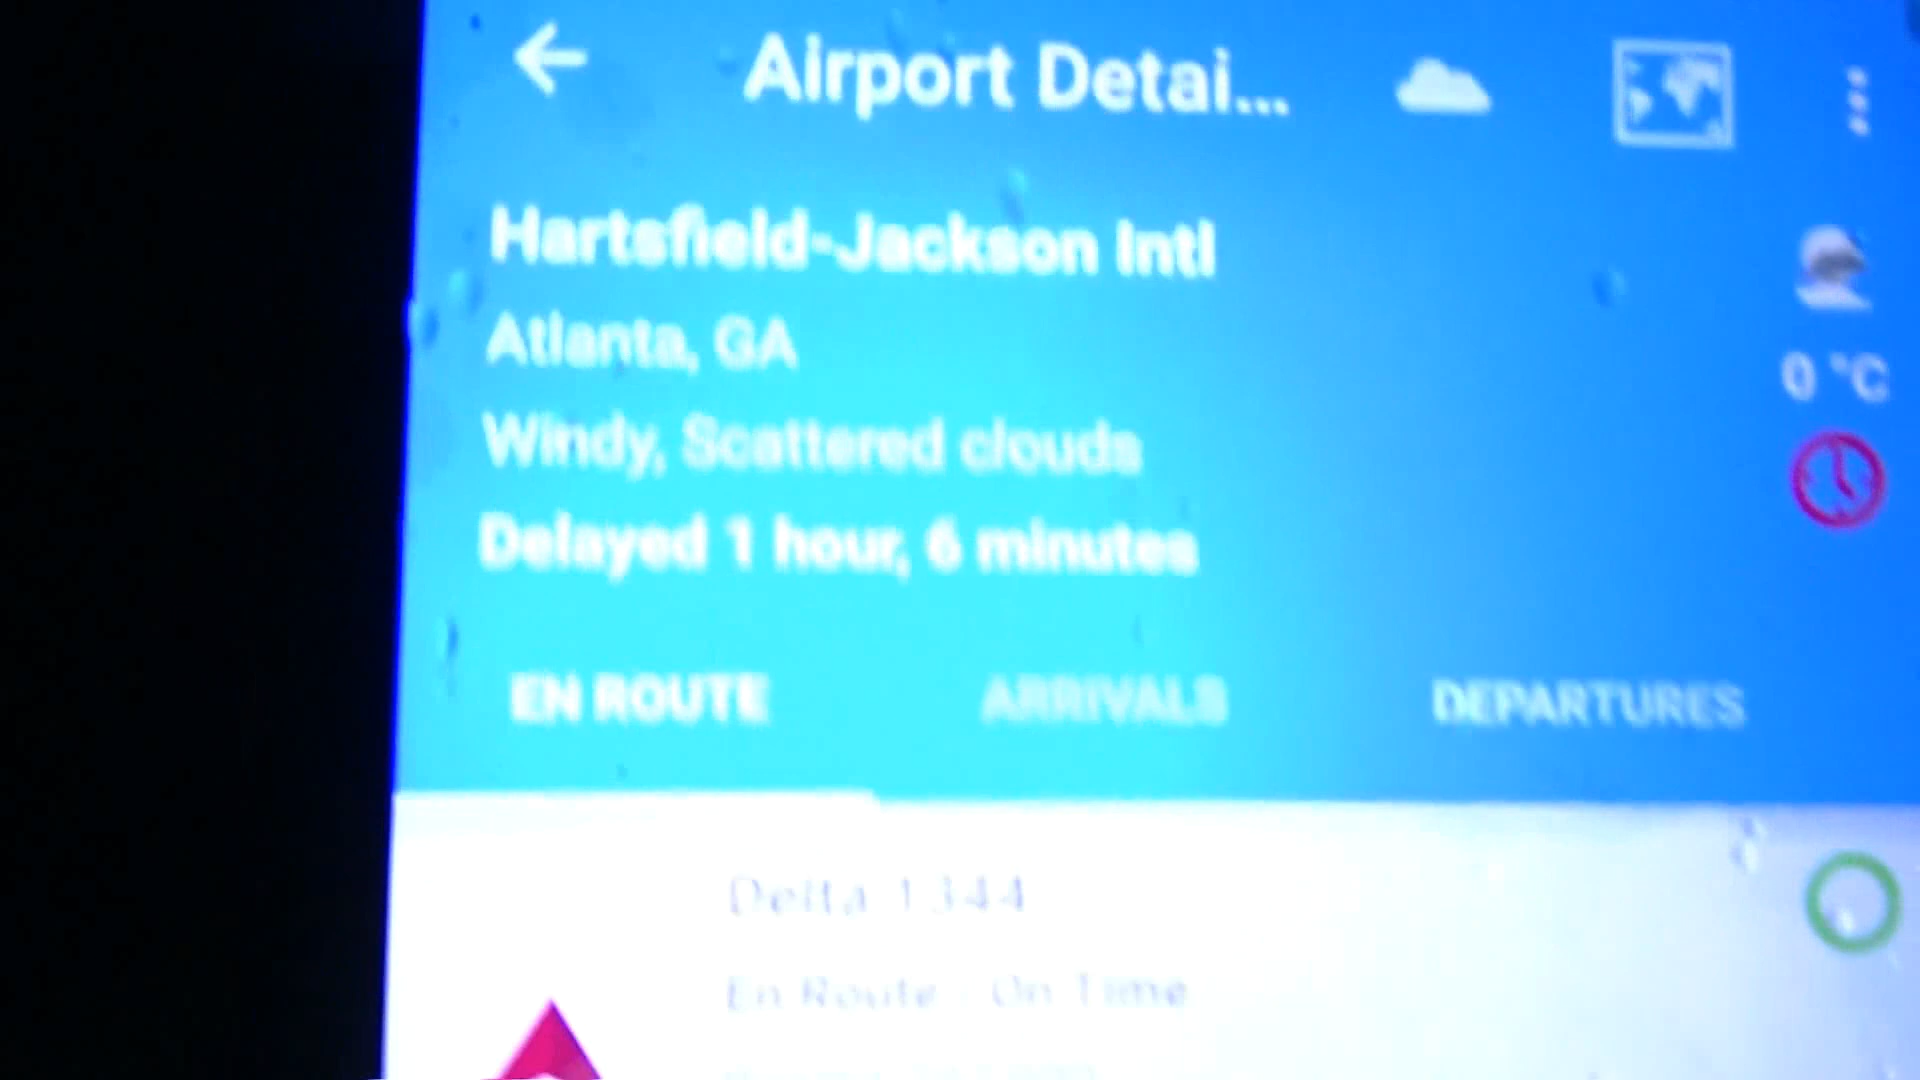 Airport Detai...
Hartsfield-Jackson Intl
Atlanta, GA
0 °C
Windy, Scattered clouds
Delayed 1 hour, 6 minutes
EN ROUTE ARRIVALS DEPARTURES
Delta 1344
En Route - On Time